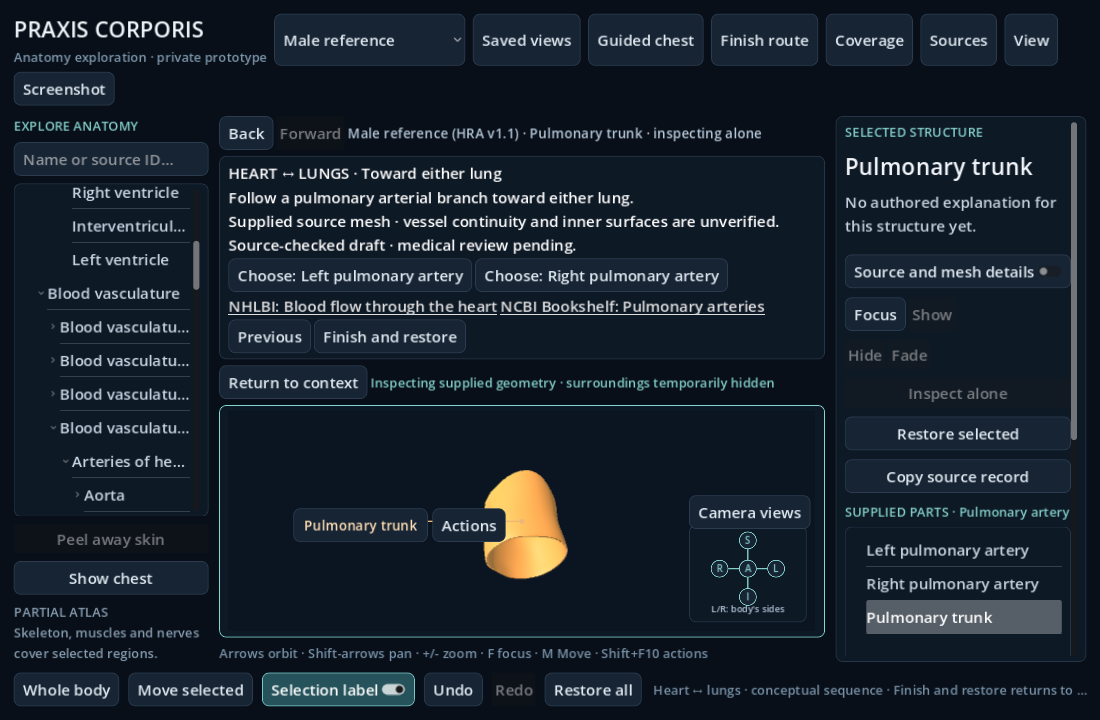 PRAXIS CORPORIS
Anatomy exploration · private prototype
Male reference
Saved views
Guided chest
Finish route
Coverage
Sources
View
Screenshot
EXPLORE ANATOMY
Name or source ID...
Right ventricle
Interventricul...
Left ventricle
Blood vasculature
Blood vasculatu...
Blood vasculatu...
Blood vasculatu...
Blood vasculatu...
Arteries of he...
Aorta
Peel away skin
Show chest
PARTIAL ATLAS
Skeleton, muscles and nerves
cover selected regions.
Back
Forward
Male reference (HRA v1.1) · Pulmonary trunk · inspecting alone
HEART ↔ LUNGS · Toward either lung
Follow a pulmonary arterial branch toward either lung.
Supplied source mesh · vessel continuity and inner surfaces are unverified.
Source-checked draft · medical review pending.
Choose: Left pulmonary artery
Choose: Right pulmonary artery
NHLBI: Blood flow through the heart NCBI Bookshelf: Pulmonary arteries
Previous
Finish and restore
Return to context
Inspecting supplied geometry · surroundings temporarily hidden
Pulmonary trunk
Actions
Camera views
S
R A L
I
L/R: body's sides
Arrows orbit · Shift-arrows pan · +/- zoom · F focus · M Move · Shift+F10 actions
SELECTED STRUCTURE
Pulmonary trunk
No authored explanation for
this structure yet.
Source and mesh details
Focus
Show
Hide
Fade
Inspect alone
Restore selected
Copy source record
SUPPLIED PARTS · Pulmonary artery
Left pulmonary artery
Right pulmonary artery
Pulmonary trunk
Whole body
Move selected
Selection label
Undo
Redo
Restore all
Heart ↔ lungs · conceptual sequence · Finish and restore returns to ...